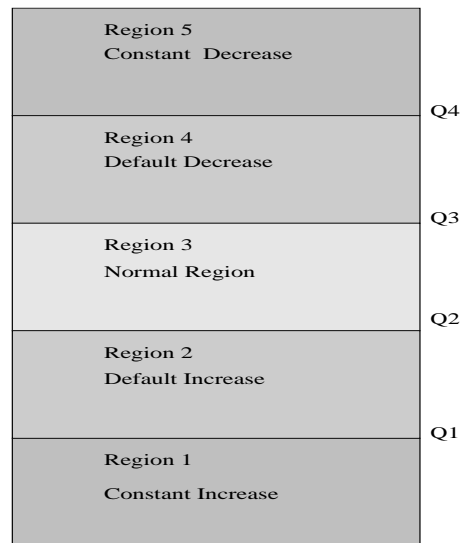 Region 5
Constant Decrease
Q4
Region 4
Default Decrease
Q3
Region 3
Normal Region
Q2
Region 2
Default Increase
Q1
Region 1
Constant Increase